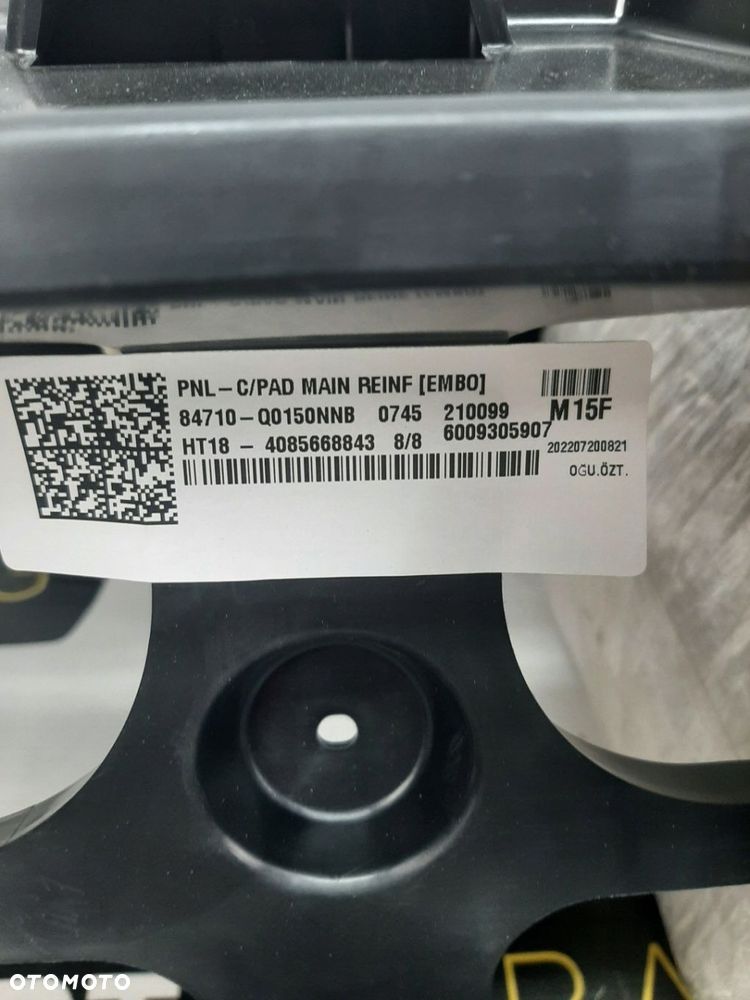 PNL-C/PAD MAIN REINF [EMBO]
84710-Q0150NNB 0745 210099 M15F
HT18 - 4085668843 8/8 6009305907 202207200821
OGU.ÖZT.
OTOMOTO